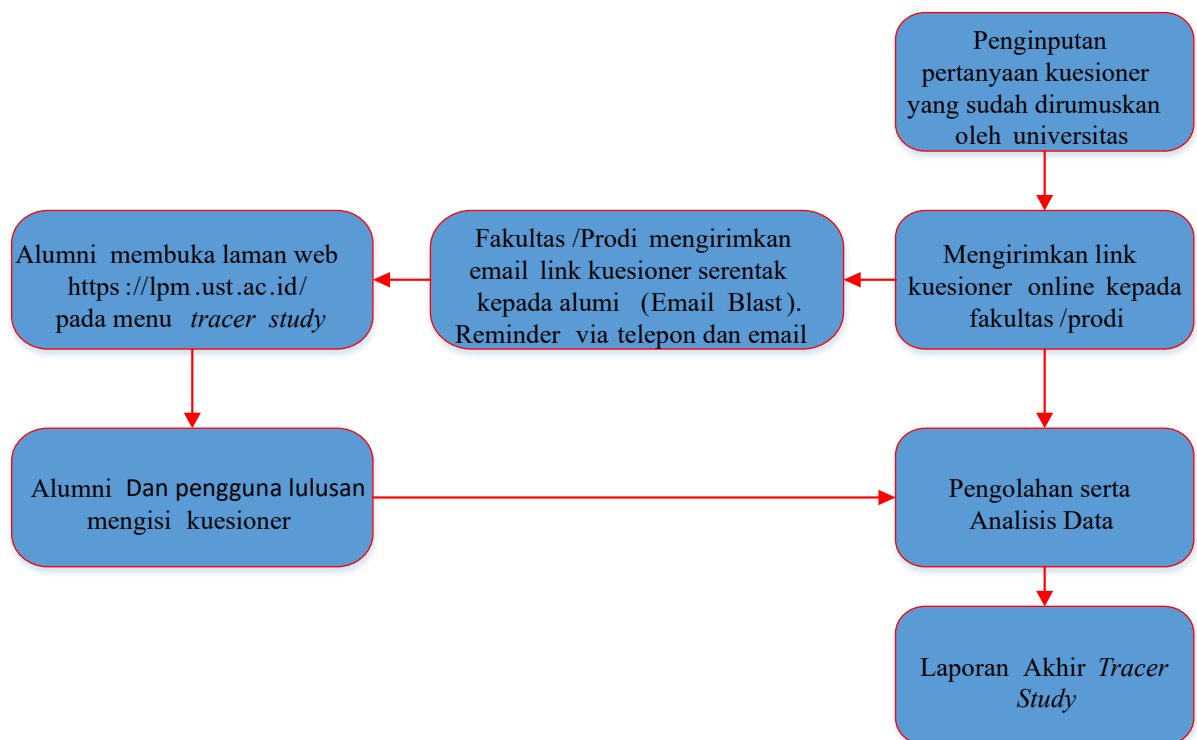 Penginputan
pertanyaan kuesioner
yang sudah dirumuskan
oleh universitas
Mengirimkan link
kuesioner online kepada
fakultas /prodi
Fakultas /Prodi mengirimkan
email link kuesioner serentak
kepada alumi (Email Blast).
Reminder via telepon dan email
Alumni membuka laman web
https://lpm.ust.ac.id/
pada menu tracer study
Alumni Dan pengguna lulusan
mengisi kuesioner
Pengolahan serta
Analisis Data
Laporan Akhir Tracer
Study